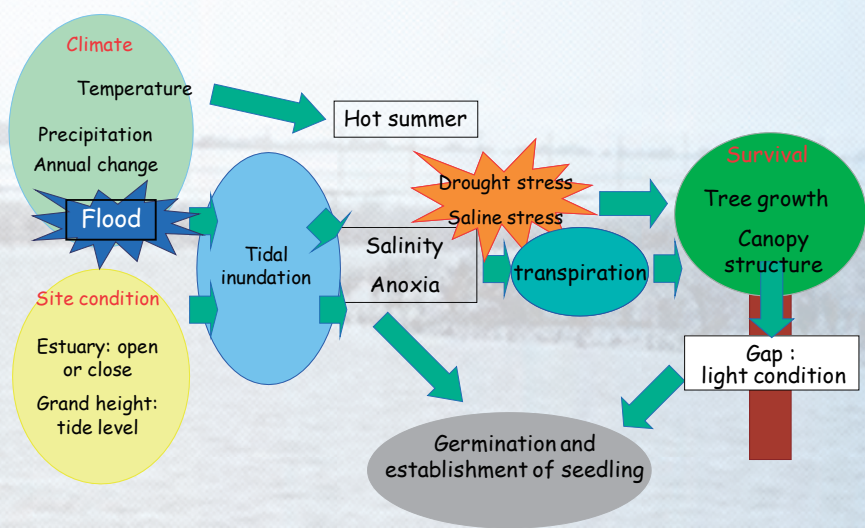 Climate
Temperature
Precipitation
Annual change
Flood
Site condition
Estuary: open
or close
Grand height:
tide level
Tidal
inundation
Hot summer
Salinity
Anoxia
Drought stress
Saline stress
transpiration
Survival
Tree growth
Canopy
structure
Gap :
light condition
Germination and
establishment of seedling